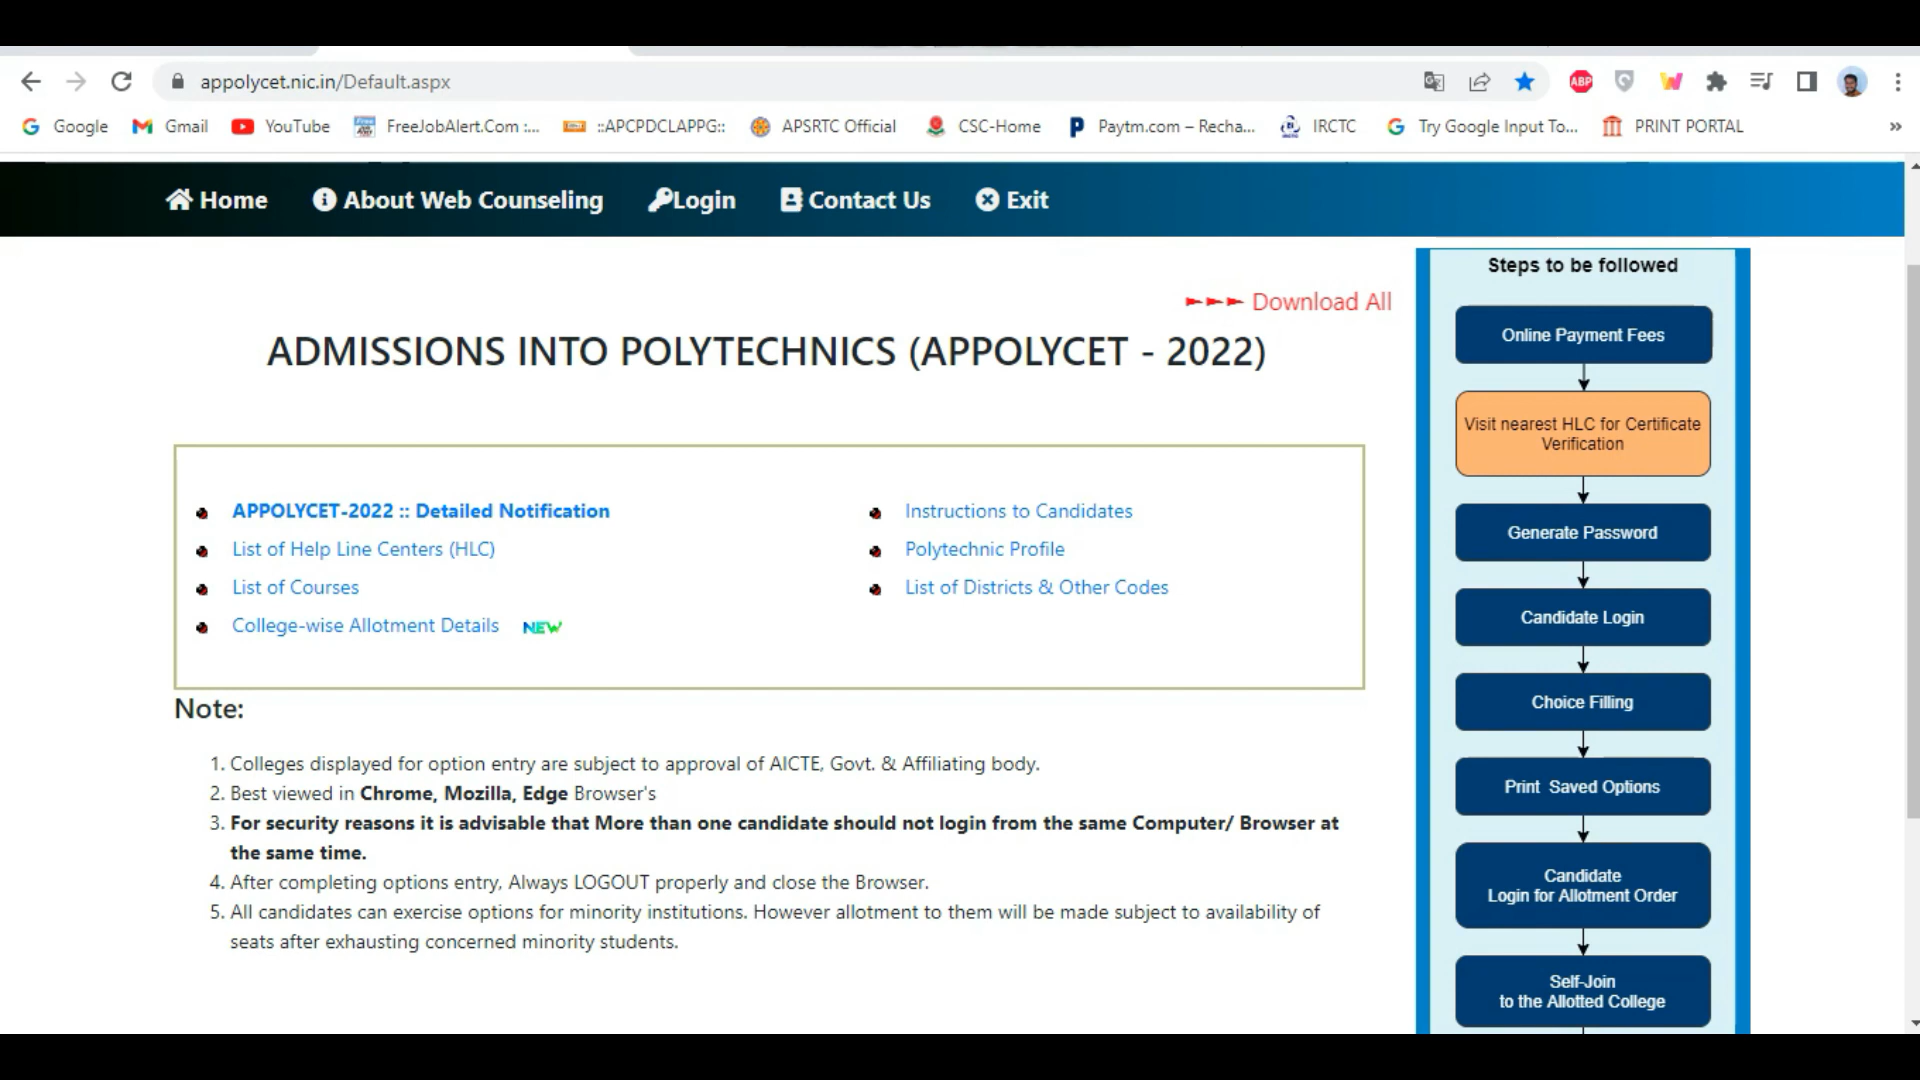 appolycet.nic.in/Default.aspx
ABP
Google
Gmail
YouTube
FreeJobAlert.Com :...
::APCPDCLAPPG::
APSRTC Official
CSC-Home
Paytm.com – Recha...
IRCTC
Try Google Input To...
PRINT PORTAL
»
Home
About Web Counseling
Login
Contact Us
Exit
Download All
ADMISSIONS INTO POLYTECHNICS (APPOLYCET - 2022)
APPOLYCET-2022 :: Detailed Notification
List of Help Line Centers (HLC)
List of Courses
College-wise Allotment Details NEW
Instructions to Candidates
Polytechnic Profile
List of Districts & Other Codes
Note:
1. Colleges displayed for option entry are subject to approval of AICTE, Govt. & Affiliating body.
2. Best viewed in Chrome, Mozilla, Edge Browser's
3. For security reasons it is advisable that More than one candidate should not login from the same Computer/ Browser at
the same time.
4. After completing options entry, Always LOGOUT properly and close the Browser.
5. All candidates can exercise options for minority institutions. However allotment to them will be made subject to availability of
seats after exhausting concerned minority students.
Steps to be followed
Online Payment Fees
Visit nearest HLC for Certificate
Verification
Generate Password
Candidate Login
Choice Filling
Print Saved Options
Candidate
Login for Allotment Order
Self-Join
to the Allotted College